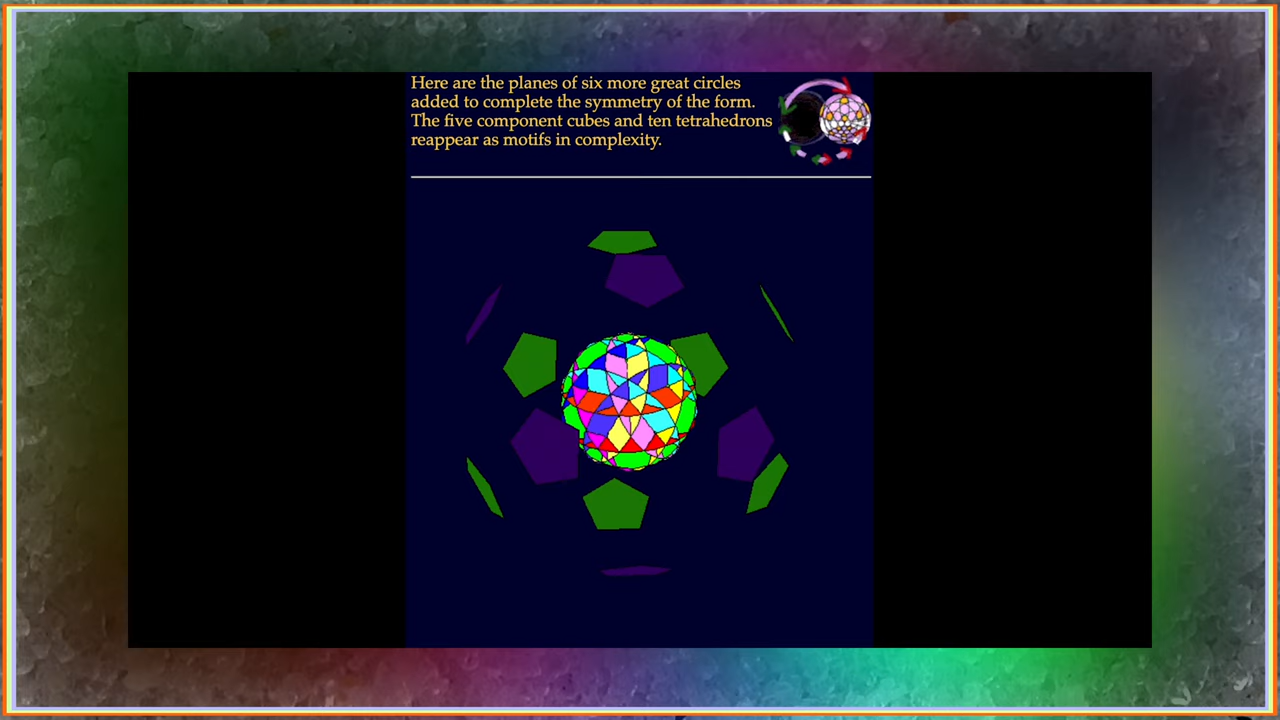 Here are the planes of six more great circles
added to complete the symmetry of the form.
The five component cubes and ten tetrahedrons
reappear as motifs in complexity.